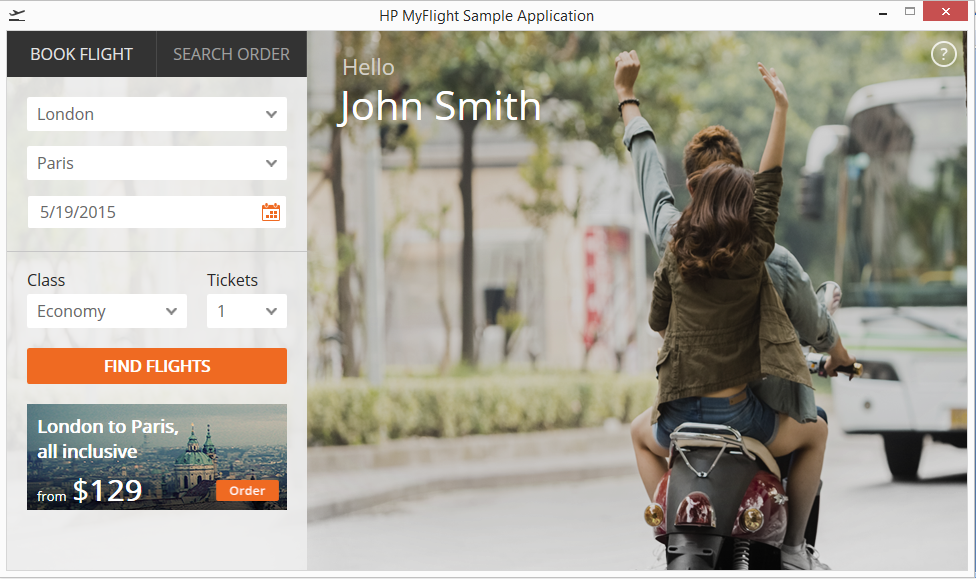 HP MyFlight Sample Application
BOOK FLIGHT
SEARCH ORDER
Hello
John Smith
?
London
Paris
5/19/2015
Class
Tickets
Economy
1
FIND FLIGHTS
London to Paris,
all inclusive
from $129
Order